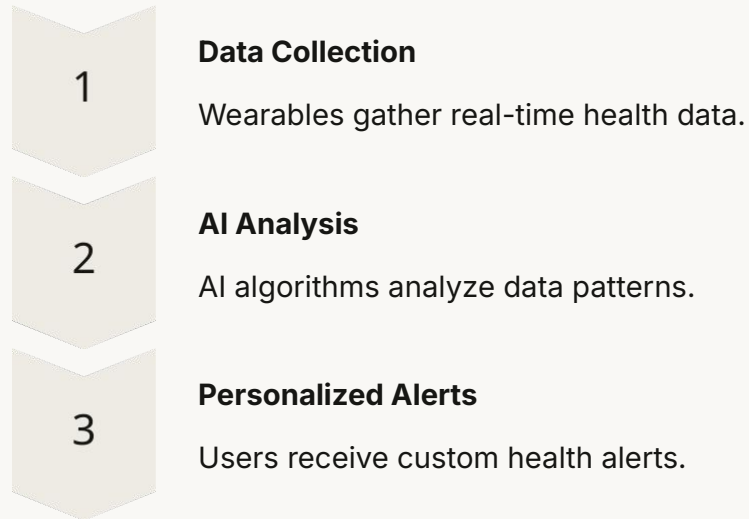 1
Data Collection
Wearables gather real-time health data.
2
AI Analysis
AI algorithms analyze data patterns.
3
Personalized Alerts
Users receive custom health alerts.